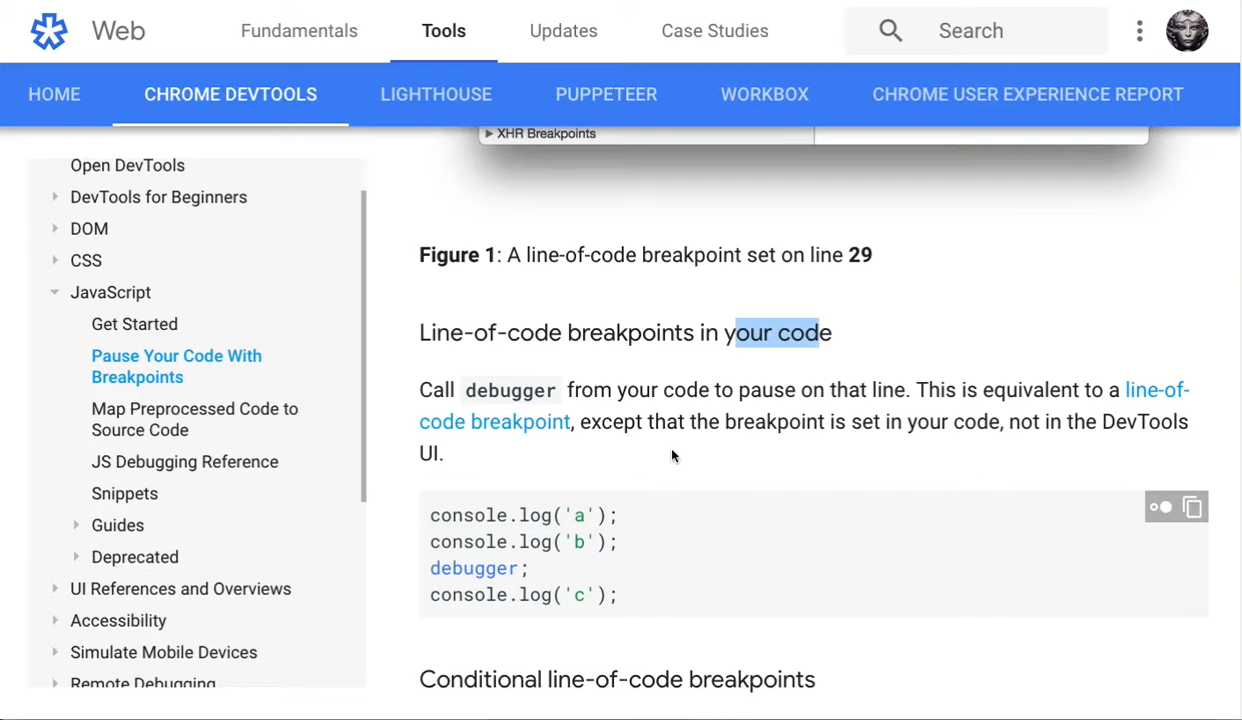 Web
Fundamentals
Tools
Updates
Case Studies
Search
HOME
CHROME DEVTOOLS
LIGHTHOUSE
PUPPETEER
WORKBOX
CHROME USER EXPERIENCE REPORT
Open DevTools
DevTools for Beginners
DOM
CSS
JavaScript
Get Started
Pause Your Code With
Breakpoints
Map Preprocessed Code to
Source Code
JS Debugging Reference
Snippets
Guides
Deprecated
UI References and Overviews
Accessibility
Simulate Mobile Devices
Remote Debugging
XHR Breakpoints
Figure 1: A line-of-code breakpoint set on line 29
Line-of-code breakpoints in your code
Call debugger from your code to pause on that line. This is equivalent to a line-of-
code breakpoint, except that the breakpoint is set in your code, not in the DevTools
UI.
console.log('a');
console.log('b');
debugger;
console.log('c');
Conditional line-of-code breakpoints